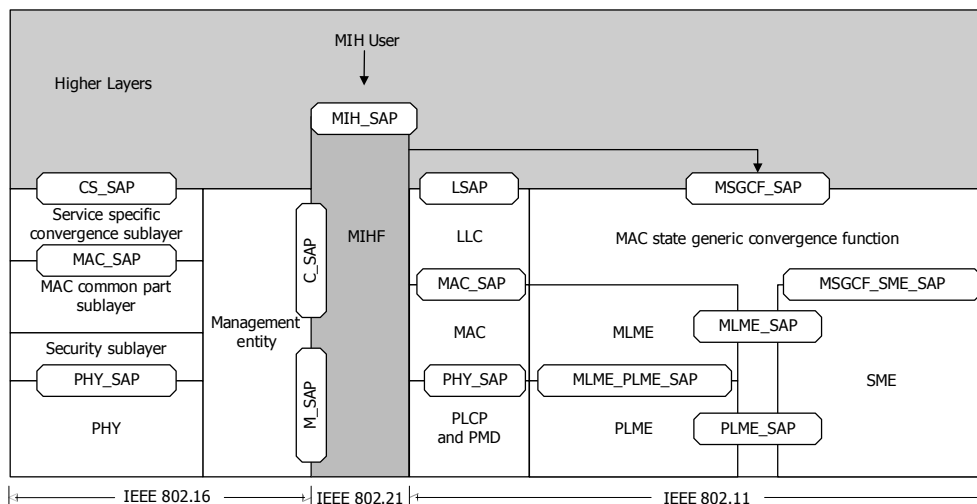 MIH User
Higher Layers
MIH_SAP
CS_SAP
LSAP
MSGCF_SAP
Service specific
convergence sublayer
C_SAP
MIHF
LLC
MAC state generic convergence function
MAC_SAP
MAC common part
sublayer
MAC_SAP
MSGCF_SME_SAP
Management
entity
MAC
MLME
MLME_SAP
Security sublayer
PHY_SAP
M_SAP
PHY_SAP
MLME_PLME_SAP
SME
PHY
PLCP
and PMD
PLME
PLME_SAP
IEEE 802.16
IEEE 802.21
IEEE 802.11